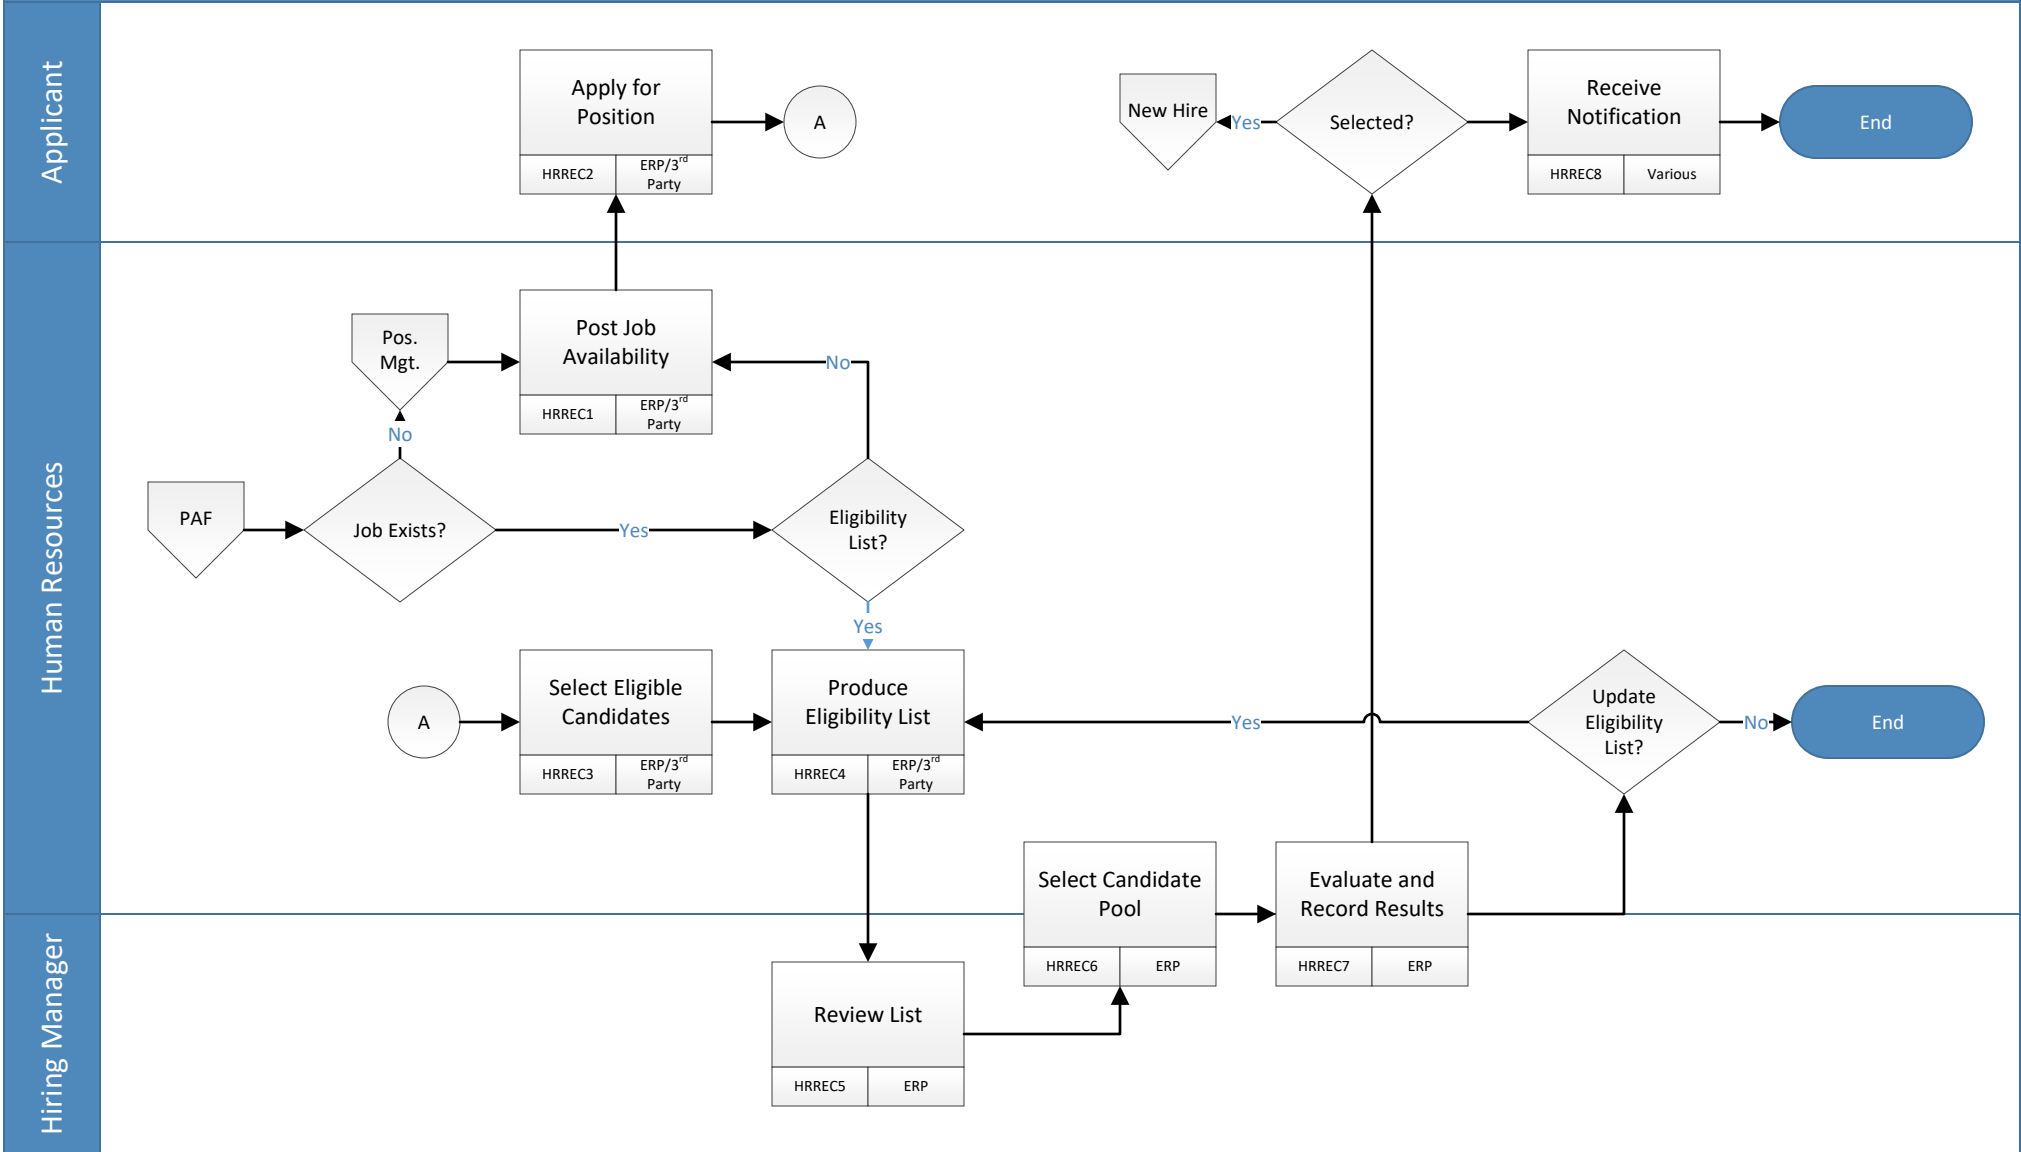 Applicant
Apply for
Position
HRREC2
ERP/3rd
Party
A
New Hire
Yes
Selected?
Receive
Notification
HRREC8
Various
End
Human Resources
Pos.
Mgt.
Post Job
Availability
HRREC1
ERP/3rd
Party
No
No
PAF
Job Exists?
Yes
Eligibility
List?
Yes
A
Select Eligible
Candidates
HRREC3
ERP/3rd
Party
Produce
Eligibility List
HRREC4
ERP/3rd
Party
Yes
Update
Eligibility
List?
No
End
Select Candidate
Pool
HRREC6
ERP
Evaluate and
Record Results
HRREC7
ERP
Hiring Manager
Review List
HRREC5
ERP